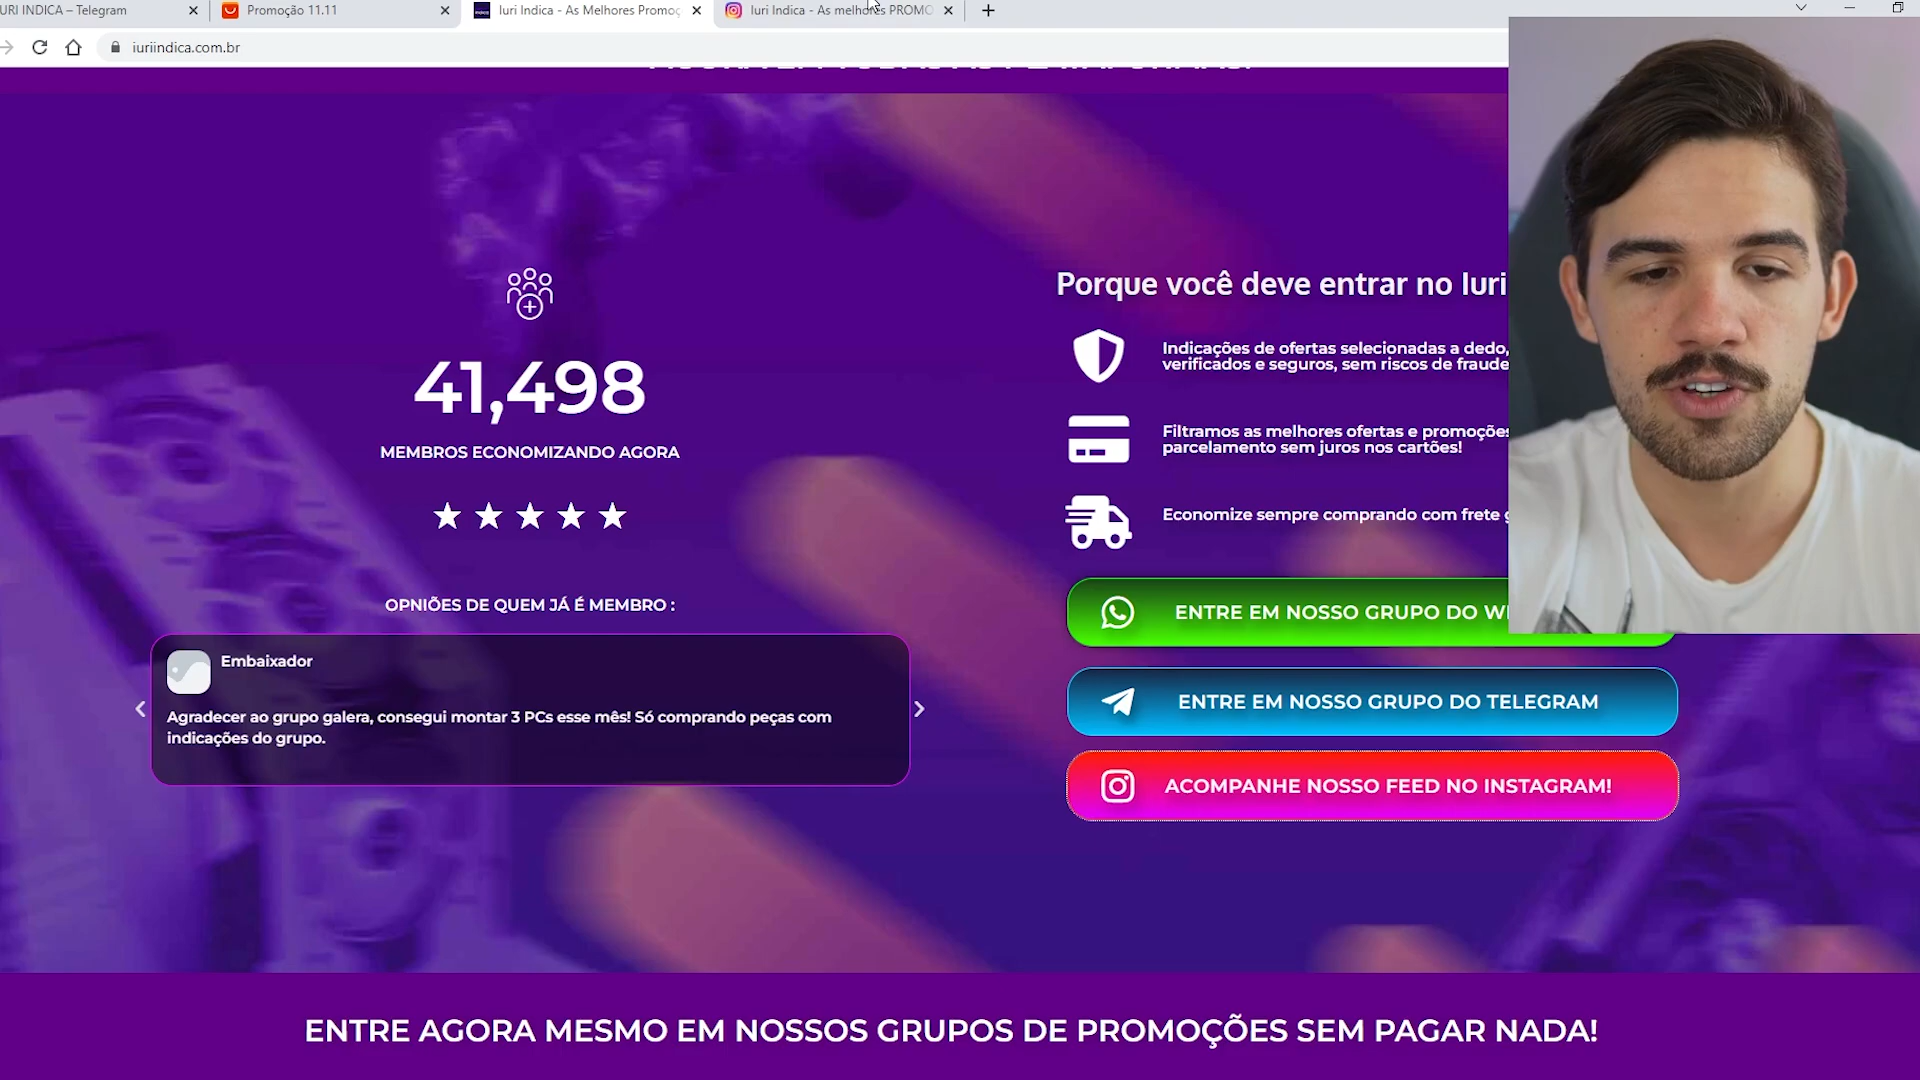 URI INDICA – Telegram
Promoção 11.11
Iuri Indica - As Melhores Promoç
Iuri Indica - As melhores PROMO
iuriindica.com.br
41,498
MEMBROS ECONOMIZANDO AGORA
OPNIÕES DE QUEM JÁ É MEMBRO :
Embaixador
Agradecer ao grupo galera, consegui montar 3 PCs esse mês! Só comprando peças com
indicações do grupo.
Porque você deve entrar no Iuri
Indicações de ofertas selecionadas a dedo,
verificados e seguros, sem riscos de fraude
Filtramos as melhores ofertas e promoções
parcelamento sem juros nos cartões!
Economize sempre comprando com frete g
ENTRE EM NOSSO GRUPO DO W
ENTRE EM NOSSO GRUPO DO TELEGRAM
ACOMPANHE NOSSO FEED NO INSTAGRAM!
ENTRE AGORA MESMO EM NOSSOS GRUPOS DE PROMOÇÕES SEM PAGAR NADA!